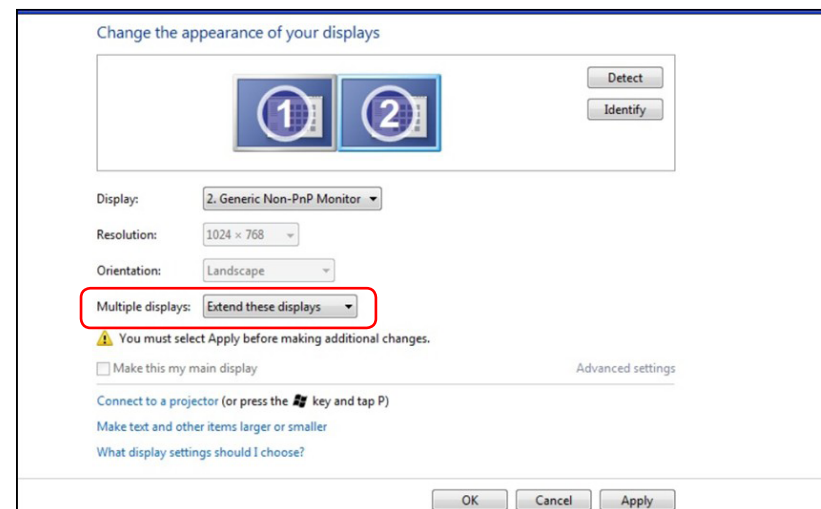 Change the appearance of your displays
1
2
Detect
Identify
Display: 2. Generic Non-PnP Monitor
Resolution: 1024 × 768
Orientation: Landscape
Multiple displays: Extend these displays
You must select Apply before making additional changes.
Make this my main display Advanced settings
Connect to a projector (or press the key and tap P)
Make text and other items larger or smaller
What display settings should I choose?
OK Cancel Apply